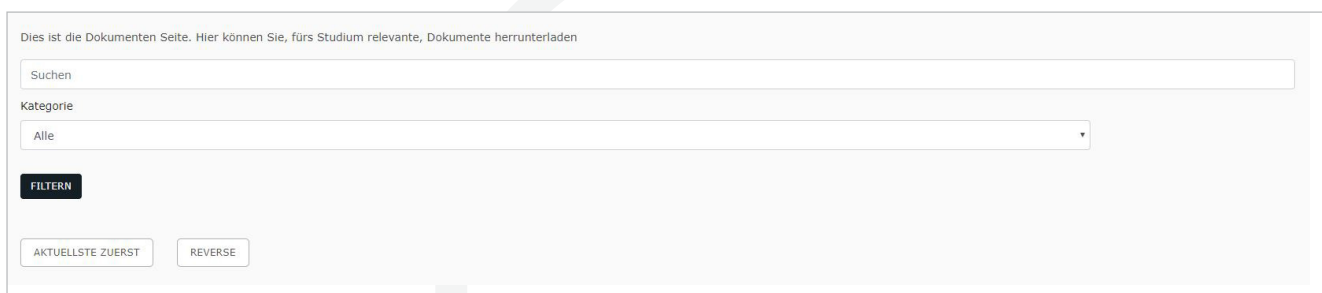 Dies ist die Dokumenten Seite. Hier können Sie, fürs Studium relevante, Dokumente herrunterladen
Suchen
Kategorie
Alle
FILTERN
AKTUELLSTE ZUERST REVERSE